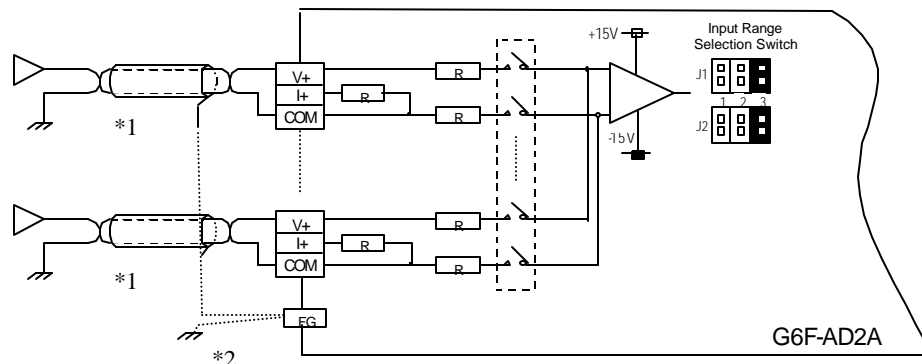 Input Range
Selection Switch
+15V
J1
1 2 3
J2
-15V
V+
I+
COM
R
R
R
*1
V+
I+
COM
R
R
R
*1
FG
*2
G6F-AD2A